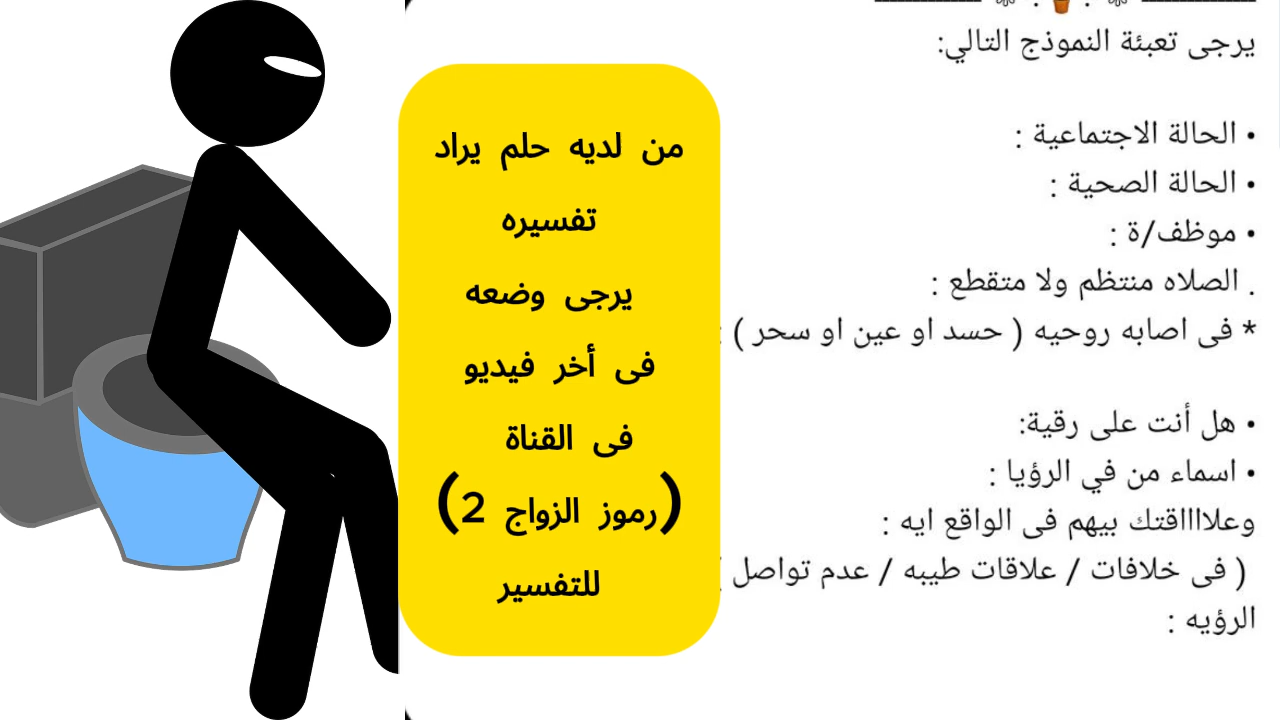 يرجى تعبئة النموذج التالي:
• الحالة الاجتماعية :
• الحالة الصحية :
• موظف/ة :
. الصلاه منتظم ولا متقطع :
* فى اصابه روحيه ( حسد او عين او سحر ) :
• هل أنت على رقية:
• اسماء من في الرؤيا :
وعلااااقتك بيهم فى الواقع ايه :
( فى خلافات / علاقات طيبه / عدم تواصل )
الرؤيه :
من لديه حلم يراد
تفسيره
يرجى وضعه
فى أخر فيديو
فى القناة
(رموز الزواج 2)
للتفسير